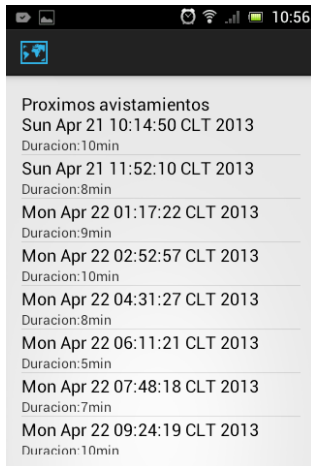 10:56
Proximos avistamientos
Sun Apr 21 10:14:50 CLT 2013
Duracion:10min
Sun Apr 21 11:52:10 CLT 2013
Duracion:8min
Mon Apr 22 01:17:22 CLT 2013
Duracion:9min
Mon Apr 22 02:52:57 CLT 2013
Duracion:10min
Mon Apr 22 04:31:27 CLT 2013
Duracion:8min
Mon Apr 22 06:11:21 CLT 2013
Duracion:5min
Mon Apr 22 07:48:18 CLT 2013
Duracion:7min
Mon Apr 22 09:24:19 CLT 2013
Duracion:10min